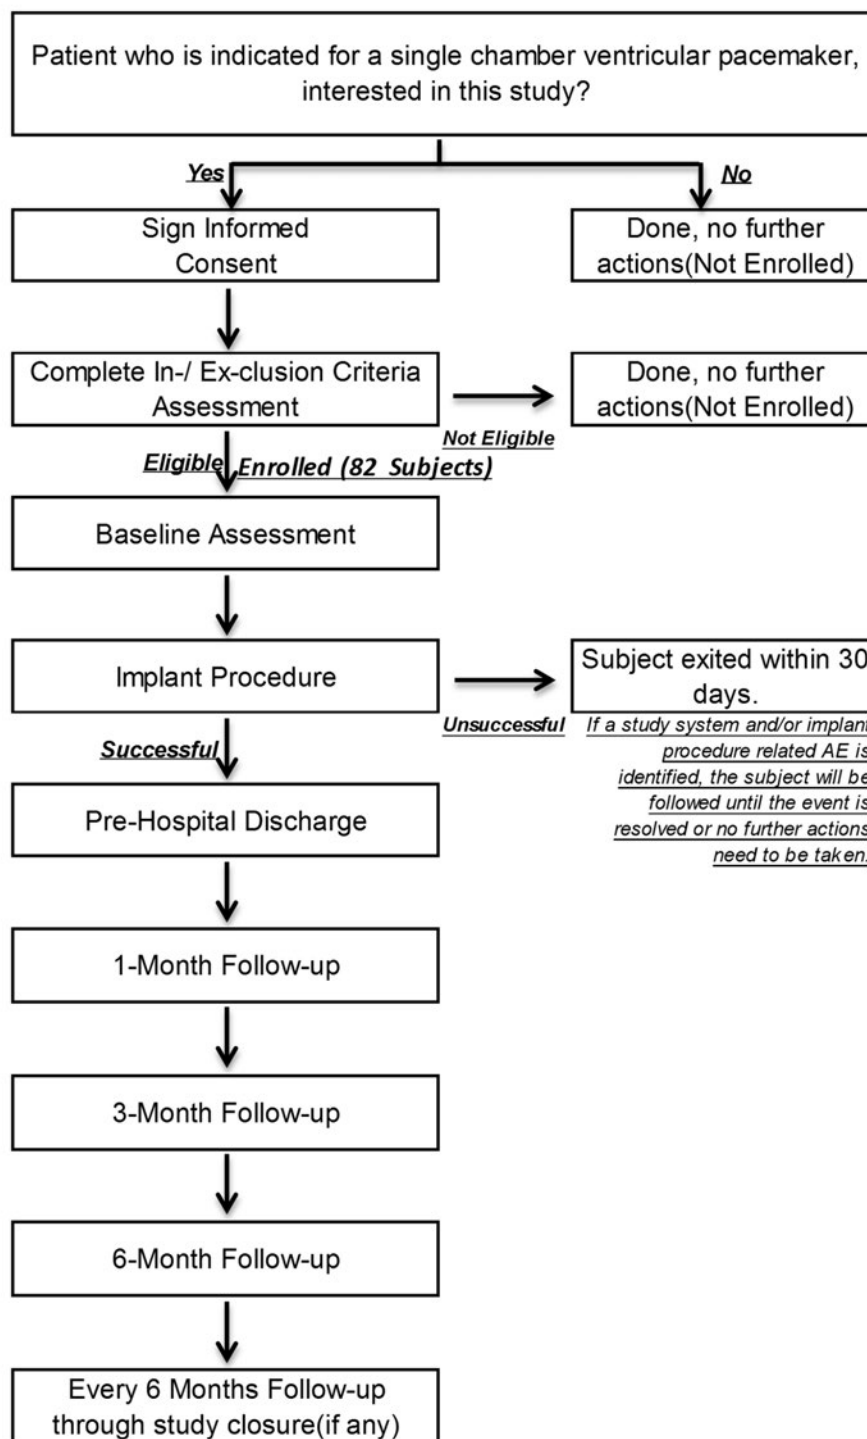 Patient who is indicated for a single chamber ventricular pacemaker,
interested in this study?
Yes
No
Sign Informed
Consent
Done, no further
actions(Not Enrolled)
Complete In-/ Ex-clusion Criteria
Assessment
Done, no further
actions(Not Enrolled)
Not Eligible
Eligible
Enrolled (82 Subjects)
Baseline Assessment
Implant Procedure
Subject exited within 30
days.
Unsuccessful
If a study system and/or implant
procedure related AE is
identified, the subject will be
followed until the event is
resolved or no further actions
need to be taken.
Successful
Pre-Hospital Discharge
1-Month Follow-up
3-Month Follow-up
6-Month Follow-up
Every 6 Months Follow-up
through study closure(if any)